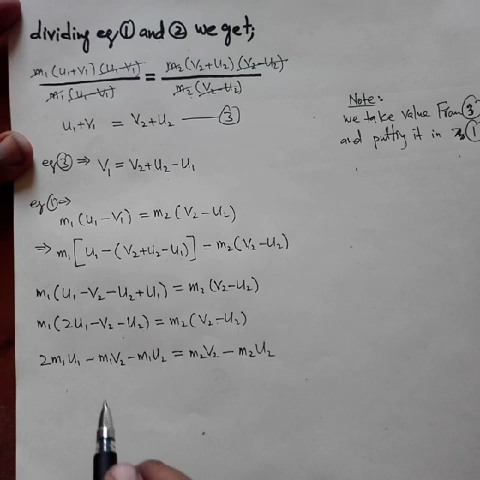 dividing eq ① and ② we get;
m₁(u₁+v₁)(u₁-v₁) / m₁(u₁-v₁) = m₂(v₂+u₂)(v₂-u₂) / m₂(v₂-u₂)
u₁+v₁ = v₂+u₂ —— ③
eq③ ⇒ v₁ = v₂+u₂-u₁
eq① ⇒
m₁(u₁-v₁) = m₂(v₂-u₂)
⇒ m₁[u₁-(v₂+u₂-u₁)] - m₂(v₂-u₂)
m₁(u₁-v₂-u₂+u₁) = m₂(v₂-u₂)
m₁(2u₁-v₂-u₂) = m₂(v₂-u₂)
2m₁u₁-m₁v₂-m₁u₂ = m₂v₂-m₂u₂
Note:
we take value From ③
and putting it in ①